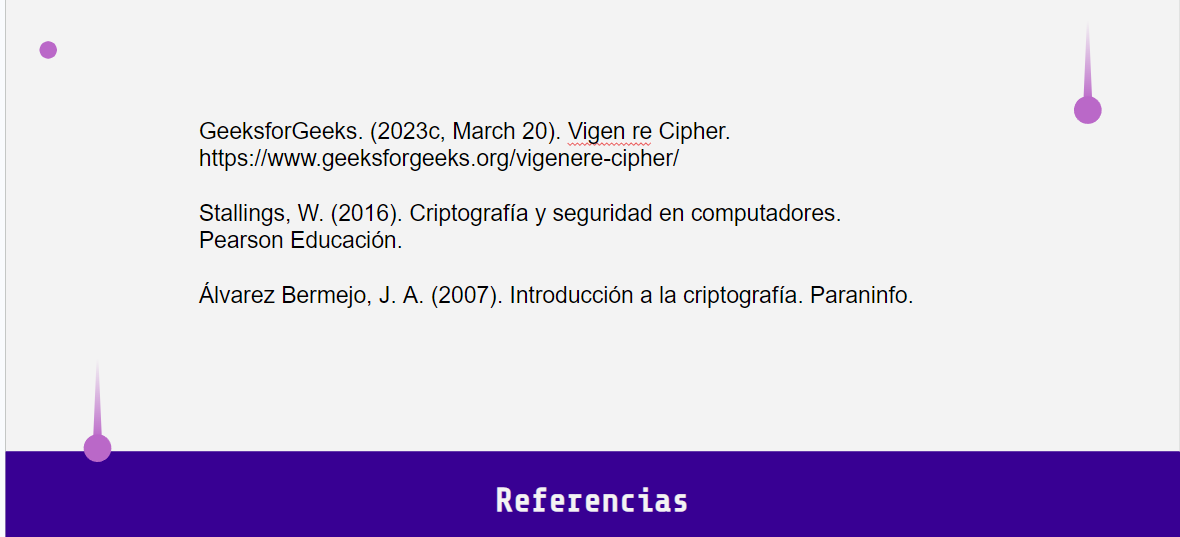 GeeksforGeeks. (2023c, March 20). Vigen re Cipher.
https://www.geeksforgeeks.org/vigenere-cipher/
Stallings, W. (2016). Criptografía y seguridad en computadores.
Pearson Educación.
Álvarez Bermejo, J. A. (2007). Introducción a la criptografía. Paraninfo.
Referencias